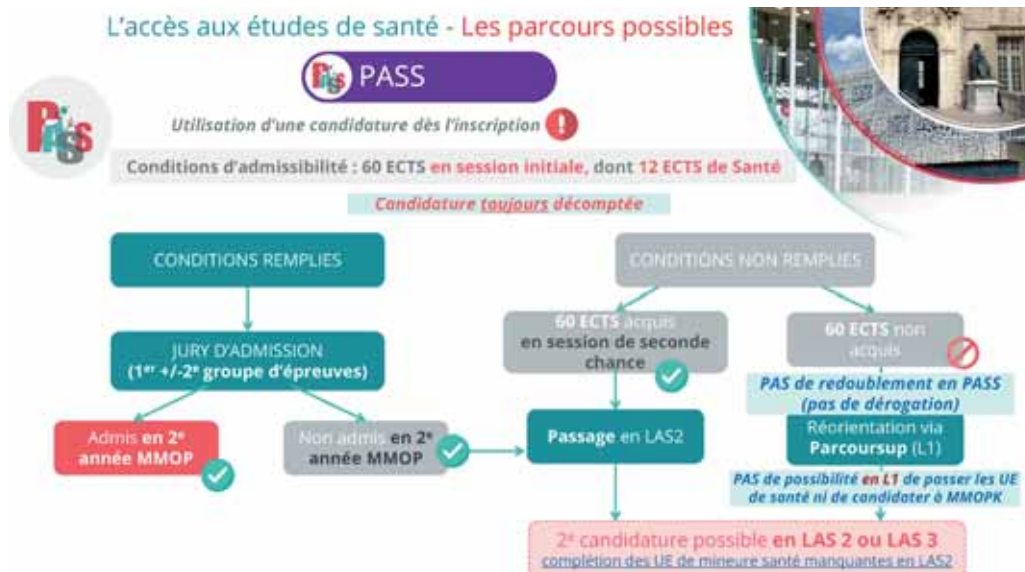 L'accès aux études de santé - Les parcours possibles
PASS
PASS
PASS
Utilisation d'une candidature dès l'inscription !
Conditions d'admissibilité : 60 ECTS en session initiale, dont 12 ECTS de Santé
Candidature toujours décomptée
CONDITIONS REMPLIES
CONDITIONS NON REMPLIES
JURY D'ADMISSION
(1er +/-2e groupe d'épreuves)
60 ECTS acquis
en session de seconde
chance
60 ECTS non
acquis
PAS de redoublement en PASS
(pas de dérogation)
Admis en 2e
année MMOP
Non admis en 2e
année MMOP
Passage en LAS2
Réorientation via
Parcoursup (L1)
PAS de possibilité en L1 de passer les UE
de santé ni de candidater à MMOPK
2e candidature possible en LAS 2 ou LAS 3
complétion des UE de mineure santé manquantes en LAS2